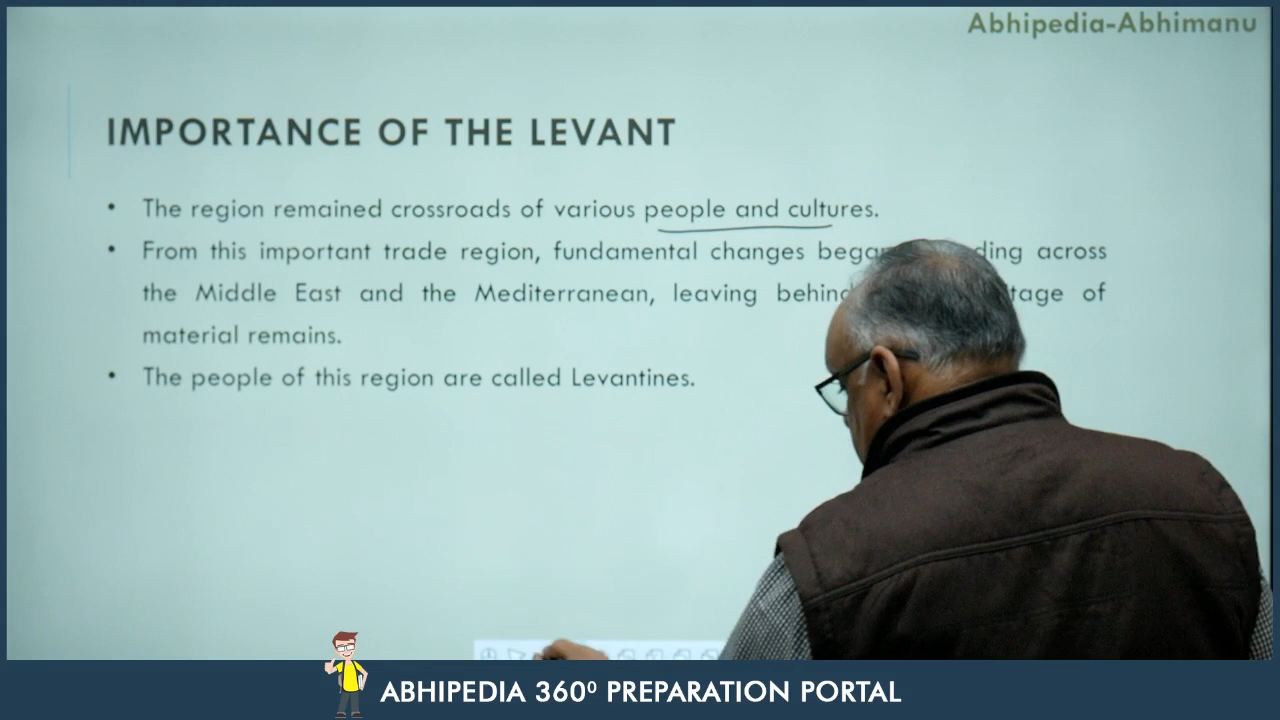 Abhipedia-Abhimanu
IMPORTANCE OF THE LEVANT
• The region remained crossroads of various people and cultures.
• From this important trade region, fundamental changes across
the Middle East and the Mediterranean, leaving of
material remains.
• The people of this region are called Levantines.
ABHIPEDIA 360⁰ PREPARATION PORTAL